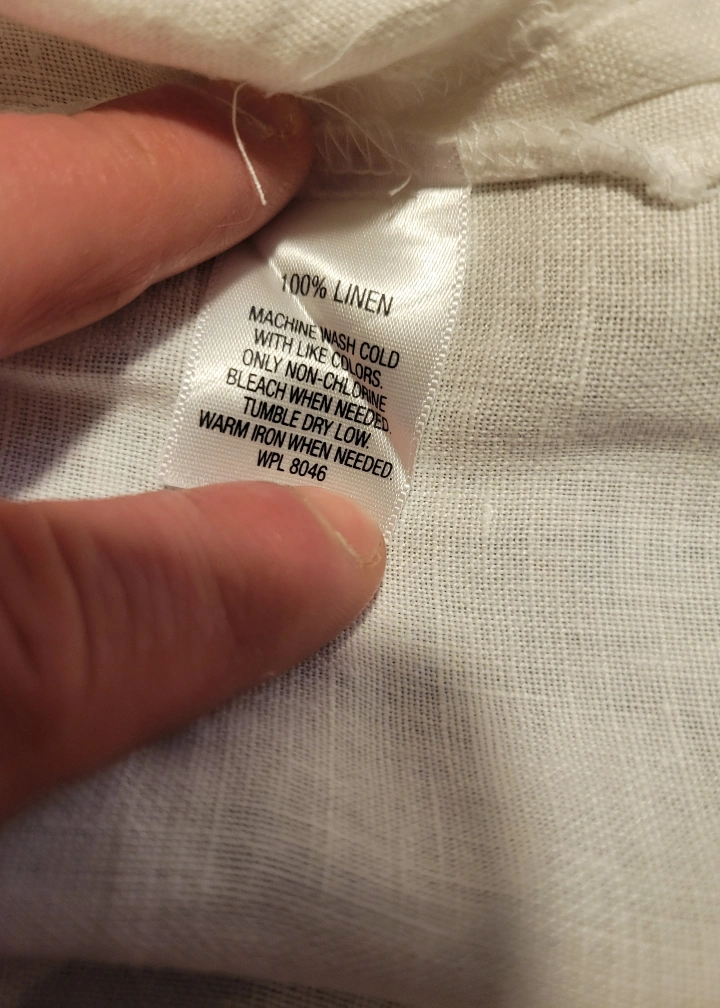 100% LINEN
MACHINE WASH COLD
WITH LIKE COLORS.
ONLY NON-CHLORINE
BLEACH WHEN NEEDED.
TUMBLE DRY LOW.
WARM IRON WHEN NEEDED.
WPL 8046